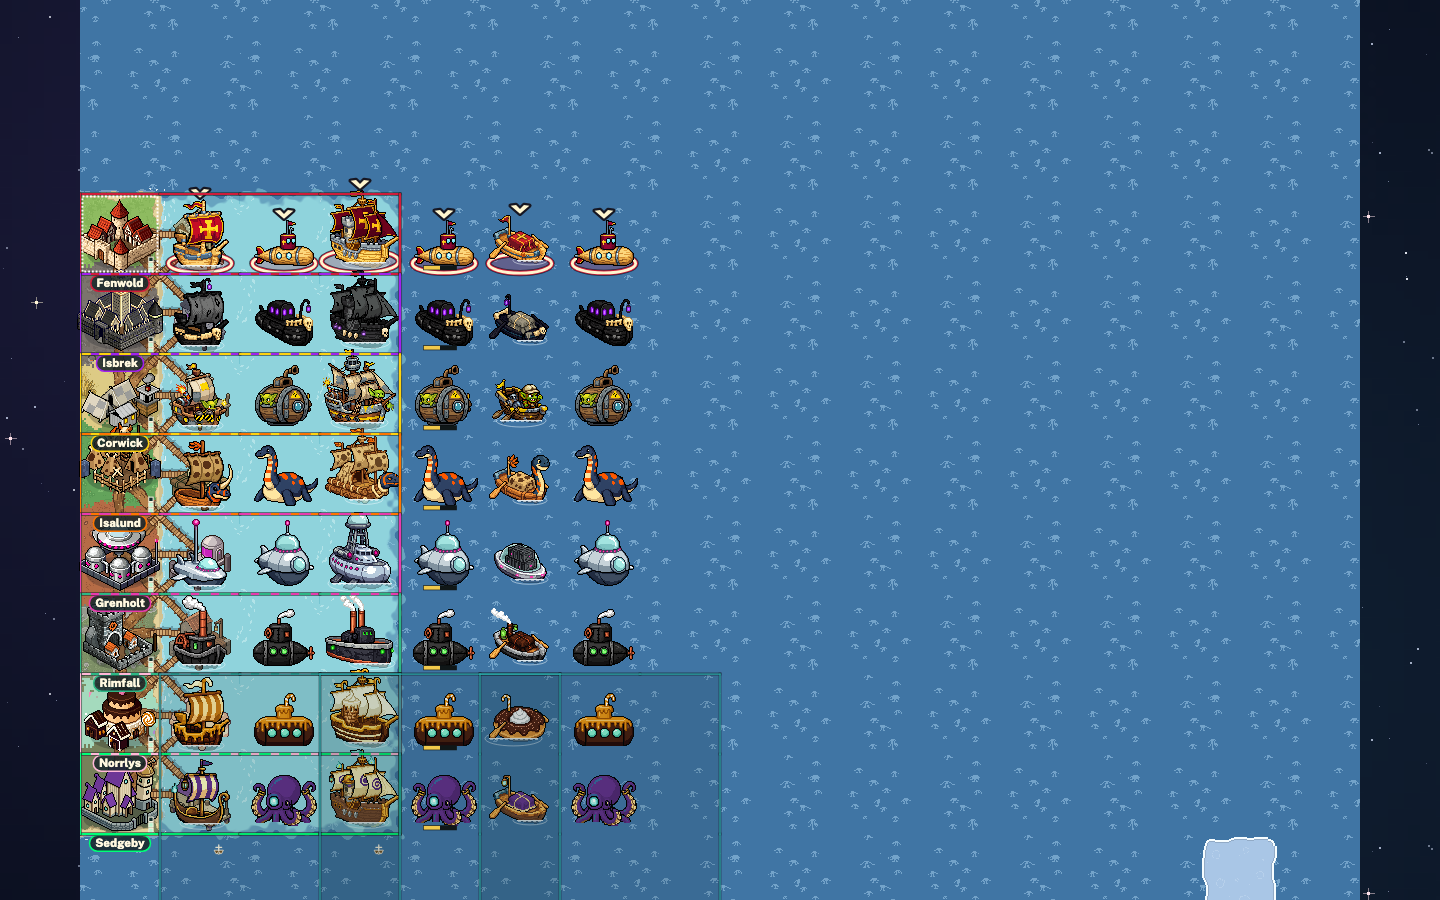 Fenwold
Isbrek
Corwick
Isalund
Grenholt
Rimfall
Norrlys
Sedgeby